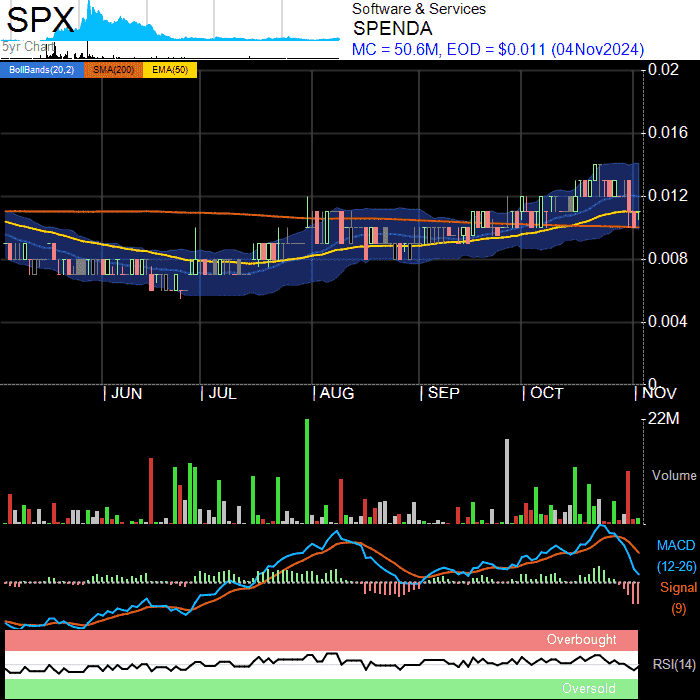 SPX
5yr Chart
Software & Services
SPENDA
MC = 50.6M, EOD = $0.011 (04Nov2024)
BollBands(20,2) SMA(200) EMA(50)
0.02
0.016
0.012
0.008
0.004
0
| JUN | JUL | AUG | SEP | OCT | NOV
22M
Volume
MACD
(12-26)
Signal
(9)
Overbought
RSI(14)
Oversold